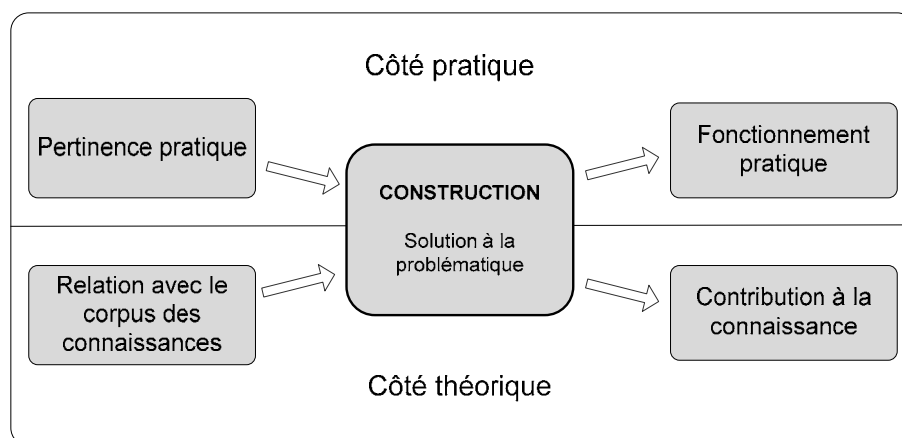 Côté pratique
Pertinence pratique
Fonctionnement
pratique
CONSTRUCTION
Solution à la
problématique
Relation avec le
corpus des
connaissances
Contribution à la
connaissance
Côté théorique